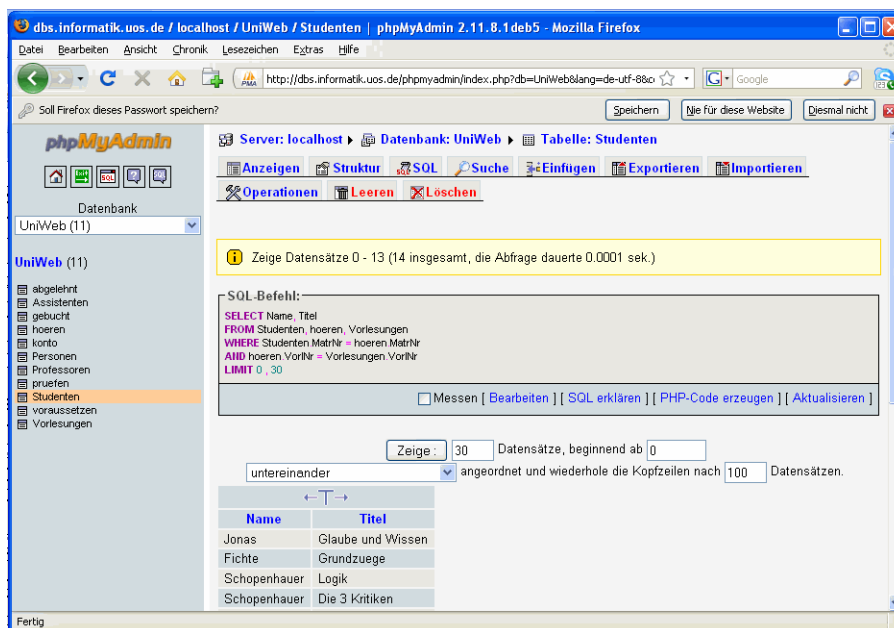 dbs.informatik.uos.de / localhost / UniWeb / Studenten | phpMyAdmin 2.11.8.1deb5 - Mozilla Firefox
Datei Bearbeiten Ansicht Chronik Lesezeichen Extras Hilfe
PMA http://dbs.informatik.uos.de/phpmyadmin/index.php?db=UniWeb&lang=de-utf-8&co G Google
Soll Firefox dieses Passwort speichern? Speichern Nie für diese Website Diesmal nicht
phpMyAdmin
SQL
Datenbank
UniWeb (11)
UniWeb (11)
abgelehnt
Assistenten
gebucht
hoeren
konto
Personen
Professoren
pruefen
Studenten
voraussetzen
Vorlesungen
Server: localhost Datenbank: UniWeb Tabelle: Studenten
Anzeigen Struktur SQL Suche Einfügen Exportieren Importieren
Operationen Leeren Löschen
Zeige Datensätze 0 - 13 (14 insgesamt, die Abfrage dauerte 0.0001 sek.)
SQL-Befehl:
SELECT Name, Titel
FROM Studenten, hoeren, Vorlesungen
WHERE Studenten.MatrNr = hoeren.MatrNr
AND hoeren.VorlNr = Vorlesungen.VorlNr
LIMIT 0 , 30
Messen [ Bearbeiten ] [ SQL erklären ] [ PHP-Code erzeugen ] [ Aktualisieren ]
Zeige : 30 Datensätze, beginnend ab 0
untereinander angeordnet und wiederhole die Kopfzeilen nach 100 Datensätzen.
←T→
Name Titel
Jonas Glaube und Wissen
Fichte Grundzuege
Schopenhauer Logik
Schopenhauer Die 3 Kritiken
Fertig